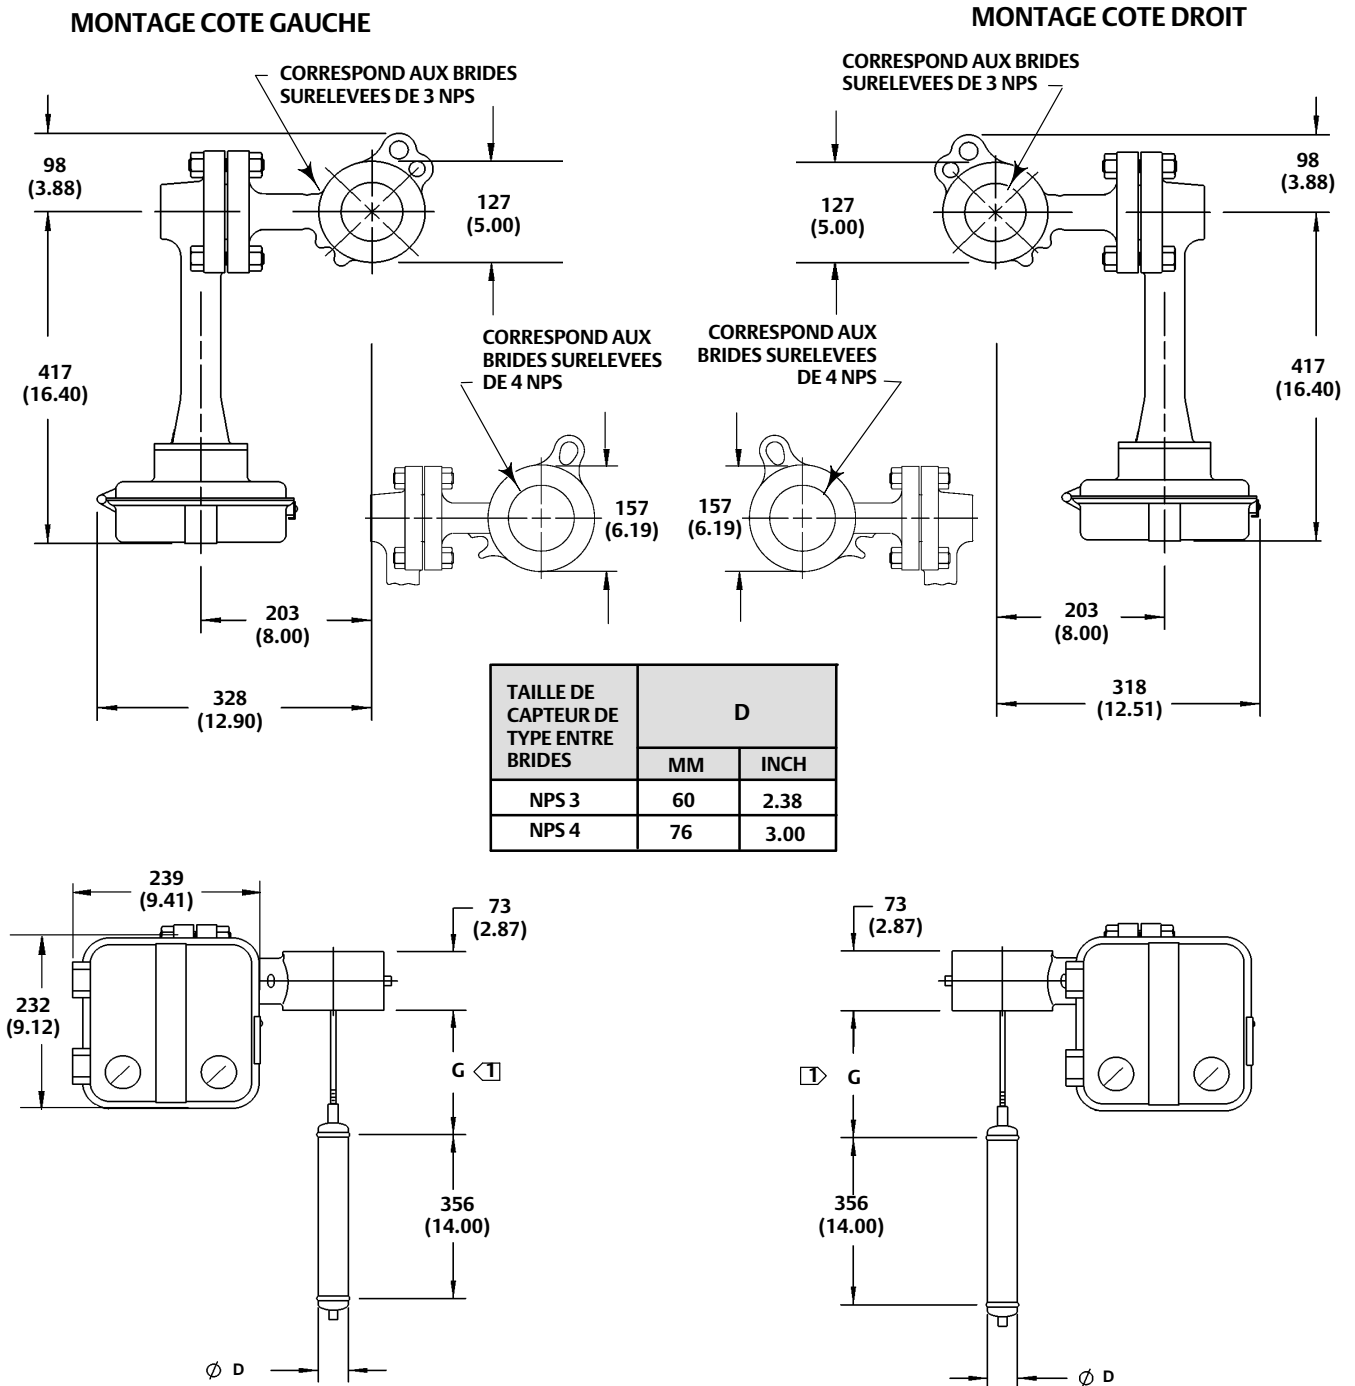 MONTAGE COTE GAUCHE
MONTAGE COTE DROIT
CORRESPOND AUX BRIDES
SURELEVEES DE 3 NPS
CORRESPOND AUX BRIDES
SURELEVEES DE 3 NPS
98
(3.88)
127
(5.00)
127
(5.00)
98
(3.88)
CORRESPOND AUX
BRIDES SURELEVEES
DE 4 NPS
CORRESPOND AUX
BRIDES SURELEVEES
DE 4 NPS
417
(16.40)
417
(16.40)
157
(6.19)
157
(6.19)
203
(8.00)
203
(8.00)
328
(12.90)
318
(12.51)
TAILLE DE
CAPTEUR DE
TYPE ENTRE
BRIDES
D
MM INCH
NPS 3 60 2.38
NPS 4 76 3.00
239
(9.41)
73
(2.87)
73
(2.87)
232
(9.12)
G 1
1 G
356
(14.00)
356
(14.00)
Ø D
Ø D